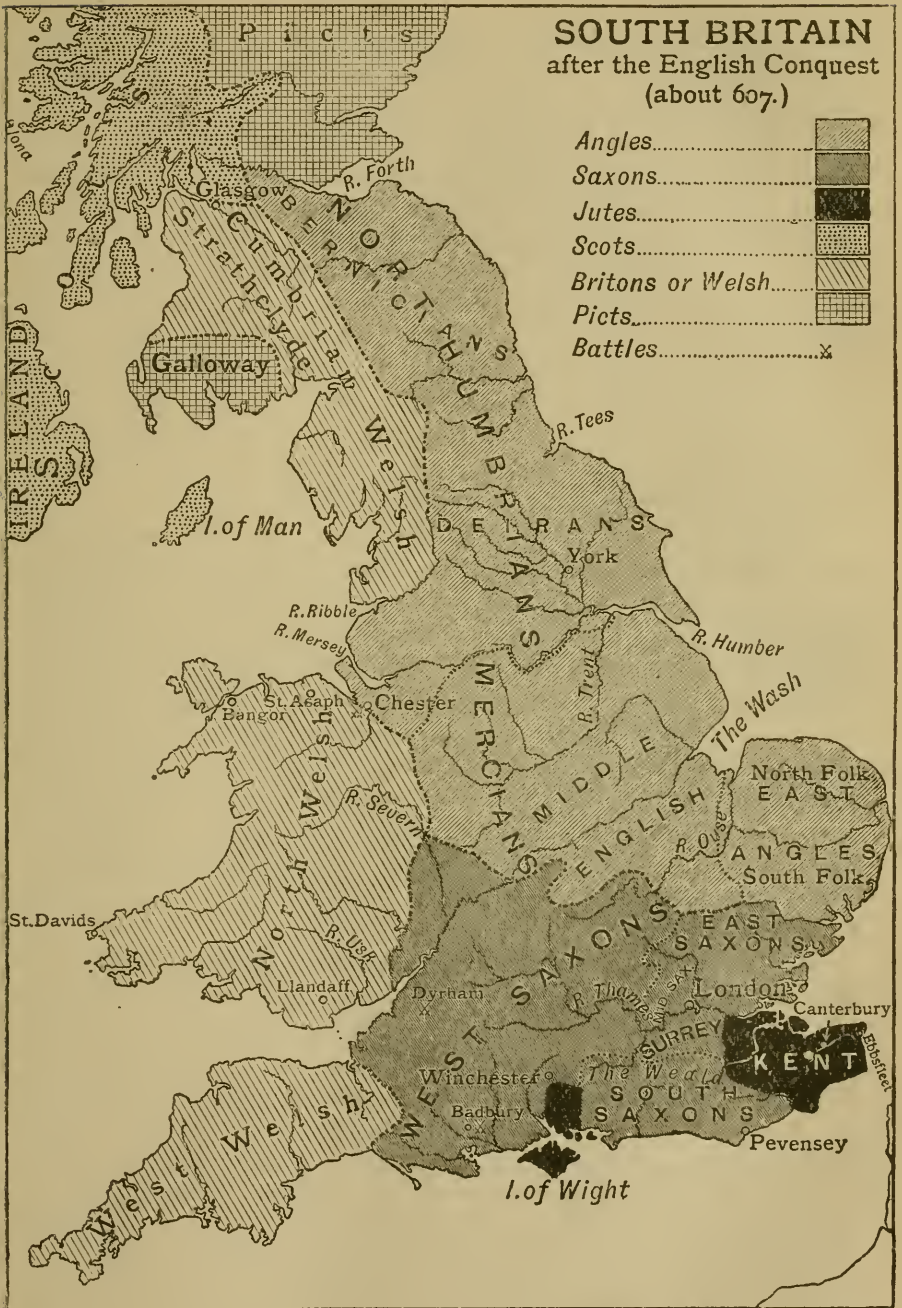 SOUTH BRITAIN
after the English Conquest
(about 607.)
Angles
Saxons
Jutes
Scots
Britons or Welsh
Picts
Battles
Picts
Iona
SCOTS
R. Forth
Glasgow
BERNICIANS
NORTHUMBRIANS
Cumbrian Welsh
Strathclyde
Galloway
IRELAND
R. Tees
I. of Man
DEIRANS
York
R. Ribble
R. Mersey
R. Humber
R. Trent
MERCIANS
Bangor
St. Asaph
Chester
The Wash
North Welsh
R. Severn
MIDDLE
ENGLISH
R. Ouse
North Folk
EAST
ANGLES
South Folk
St. Davids
R. Usk
Llandaff
WEST SAXONS
EAST
SAXONS
Dyrham
R. Thames
MID SAX
London
Canterbury
SURREY
KENT
Ebbsfleet
Winchester
The Weald
SOUTH
SAXONS
Badbury
Pevensey
West Welsh
I. of Wight